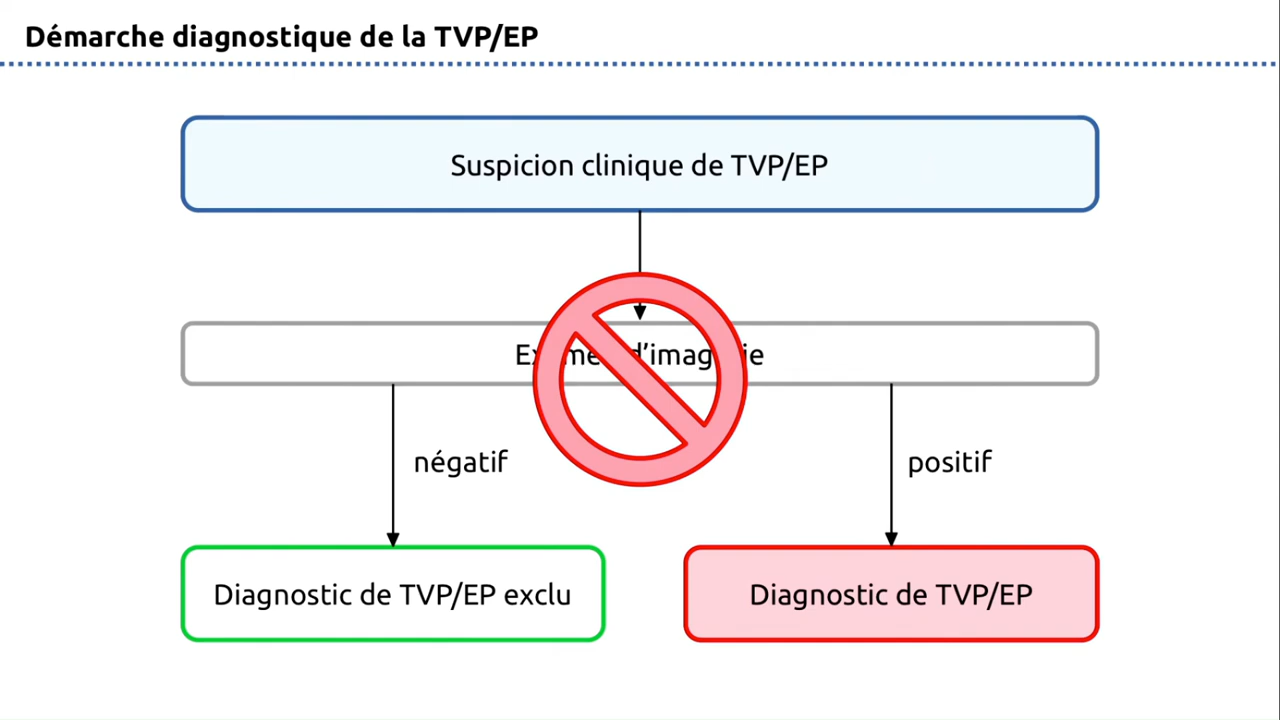 Démarche diagnostique de la TVP/EP
Suspicion clinique de TVP/EP
Examen d'imagerie
négatif
positif
Diagnostic de TVP/EP exclu
Diagnostic de TVP/EP